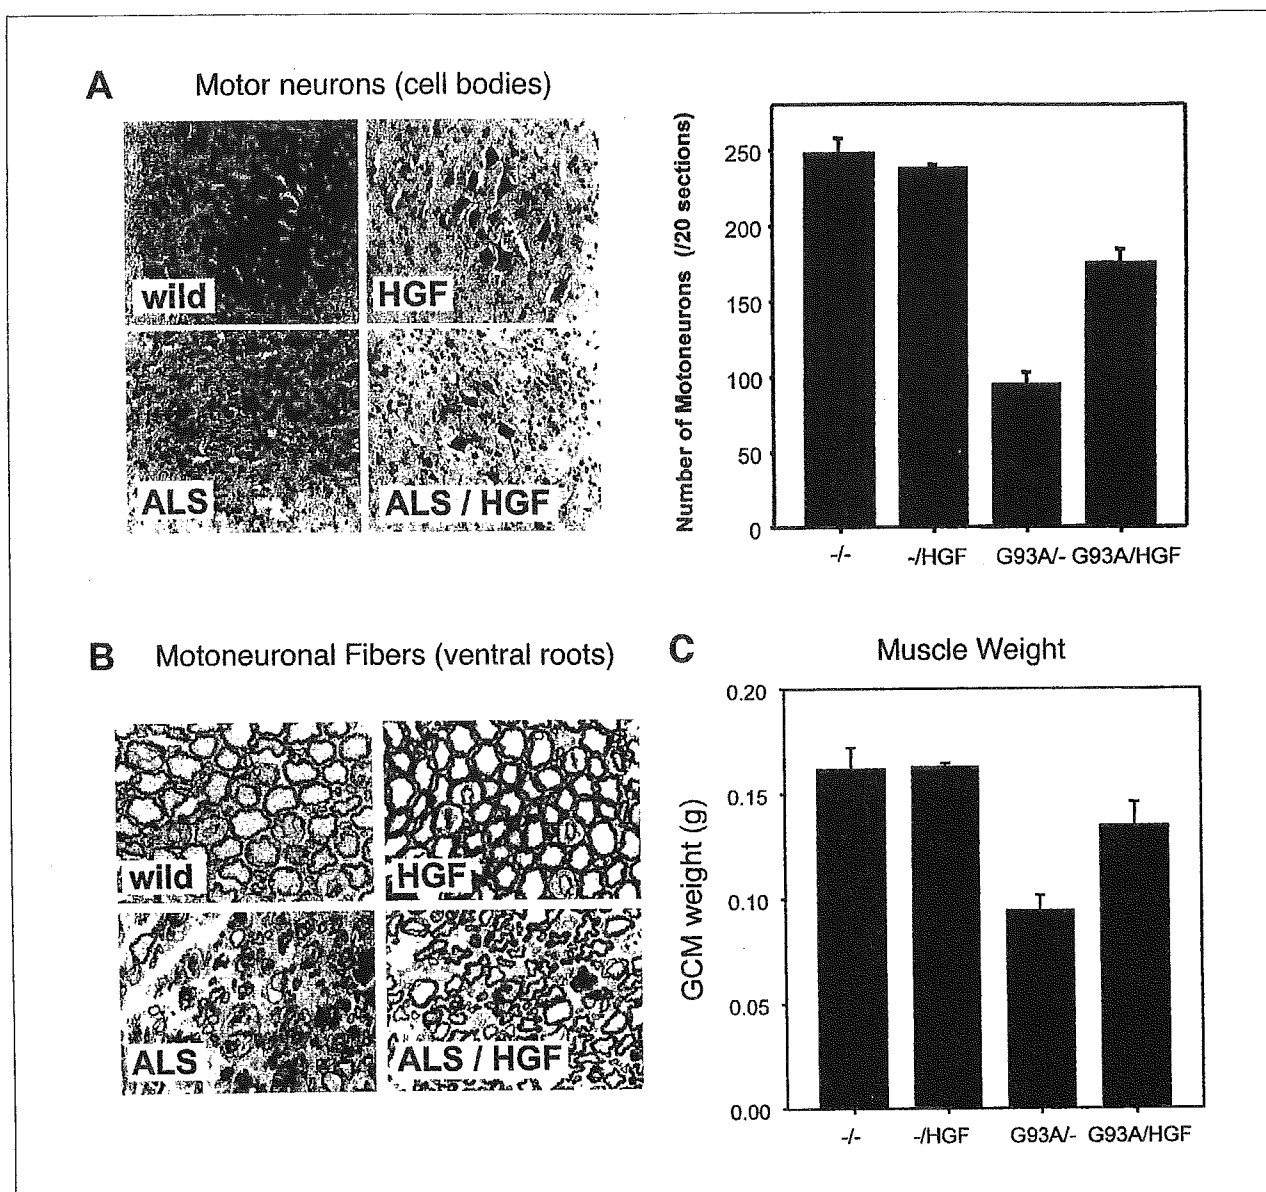 A Motor neurons (cell bodies)
wild
HGF
ALS
ALS / HGF
Number of Motoneurons (/20 sections)
250
200
150
100
50
0
-/-
-/HGF
G93A/-
G93A/HGF
B Motoneuronal Fibers (ventral roots)
wild
HGF
ALS
ALS / HGF
C Muscle Weight
GCM weight (g)
0.20
0.15
0.10
0.05
0.00
-/-
-/HGF
G93A/-
G93A/HGF